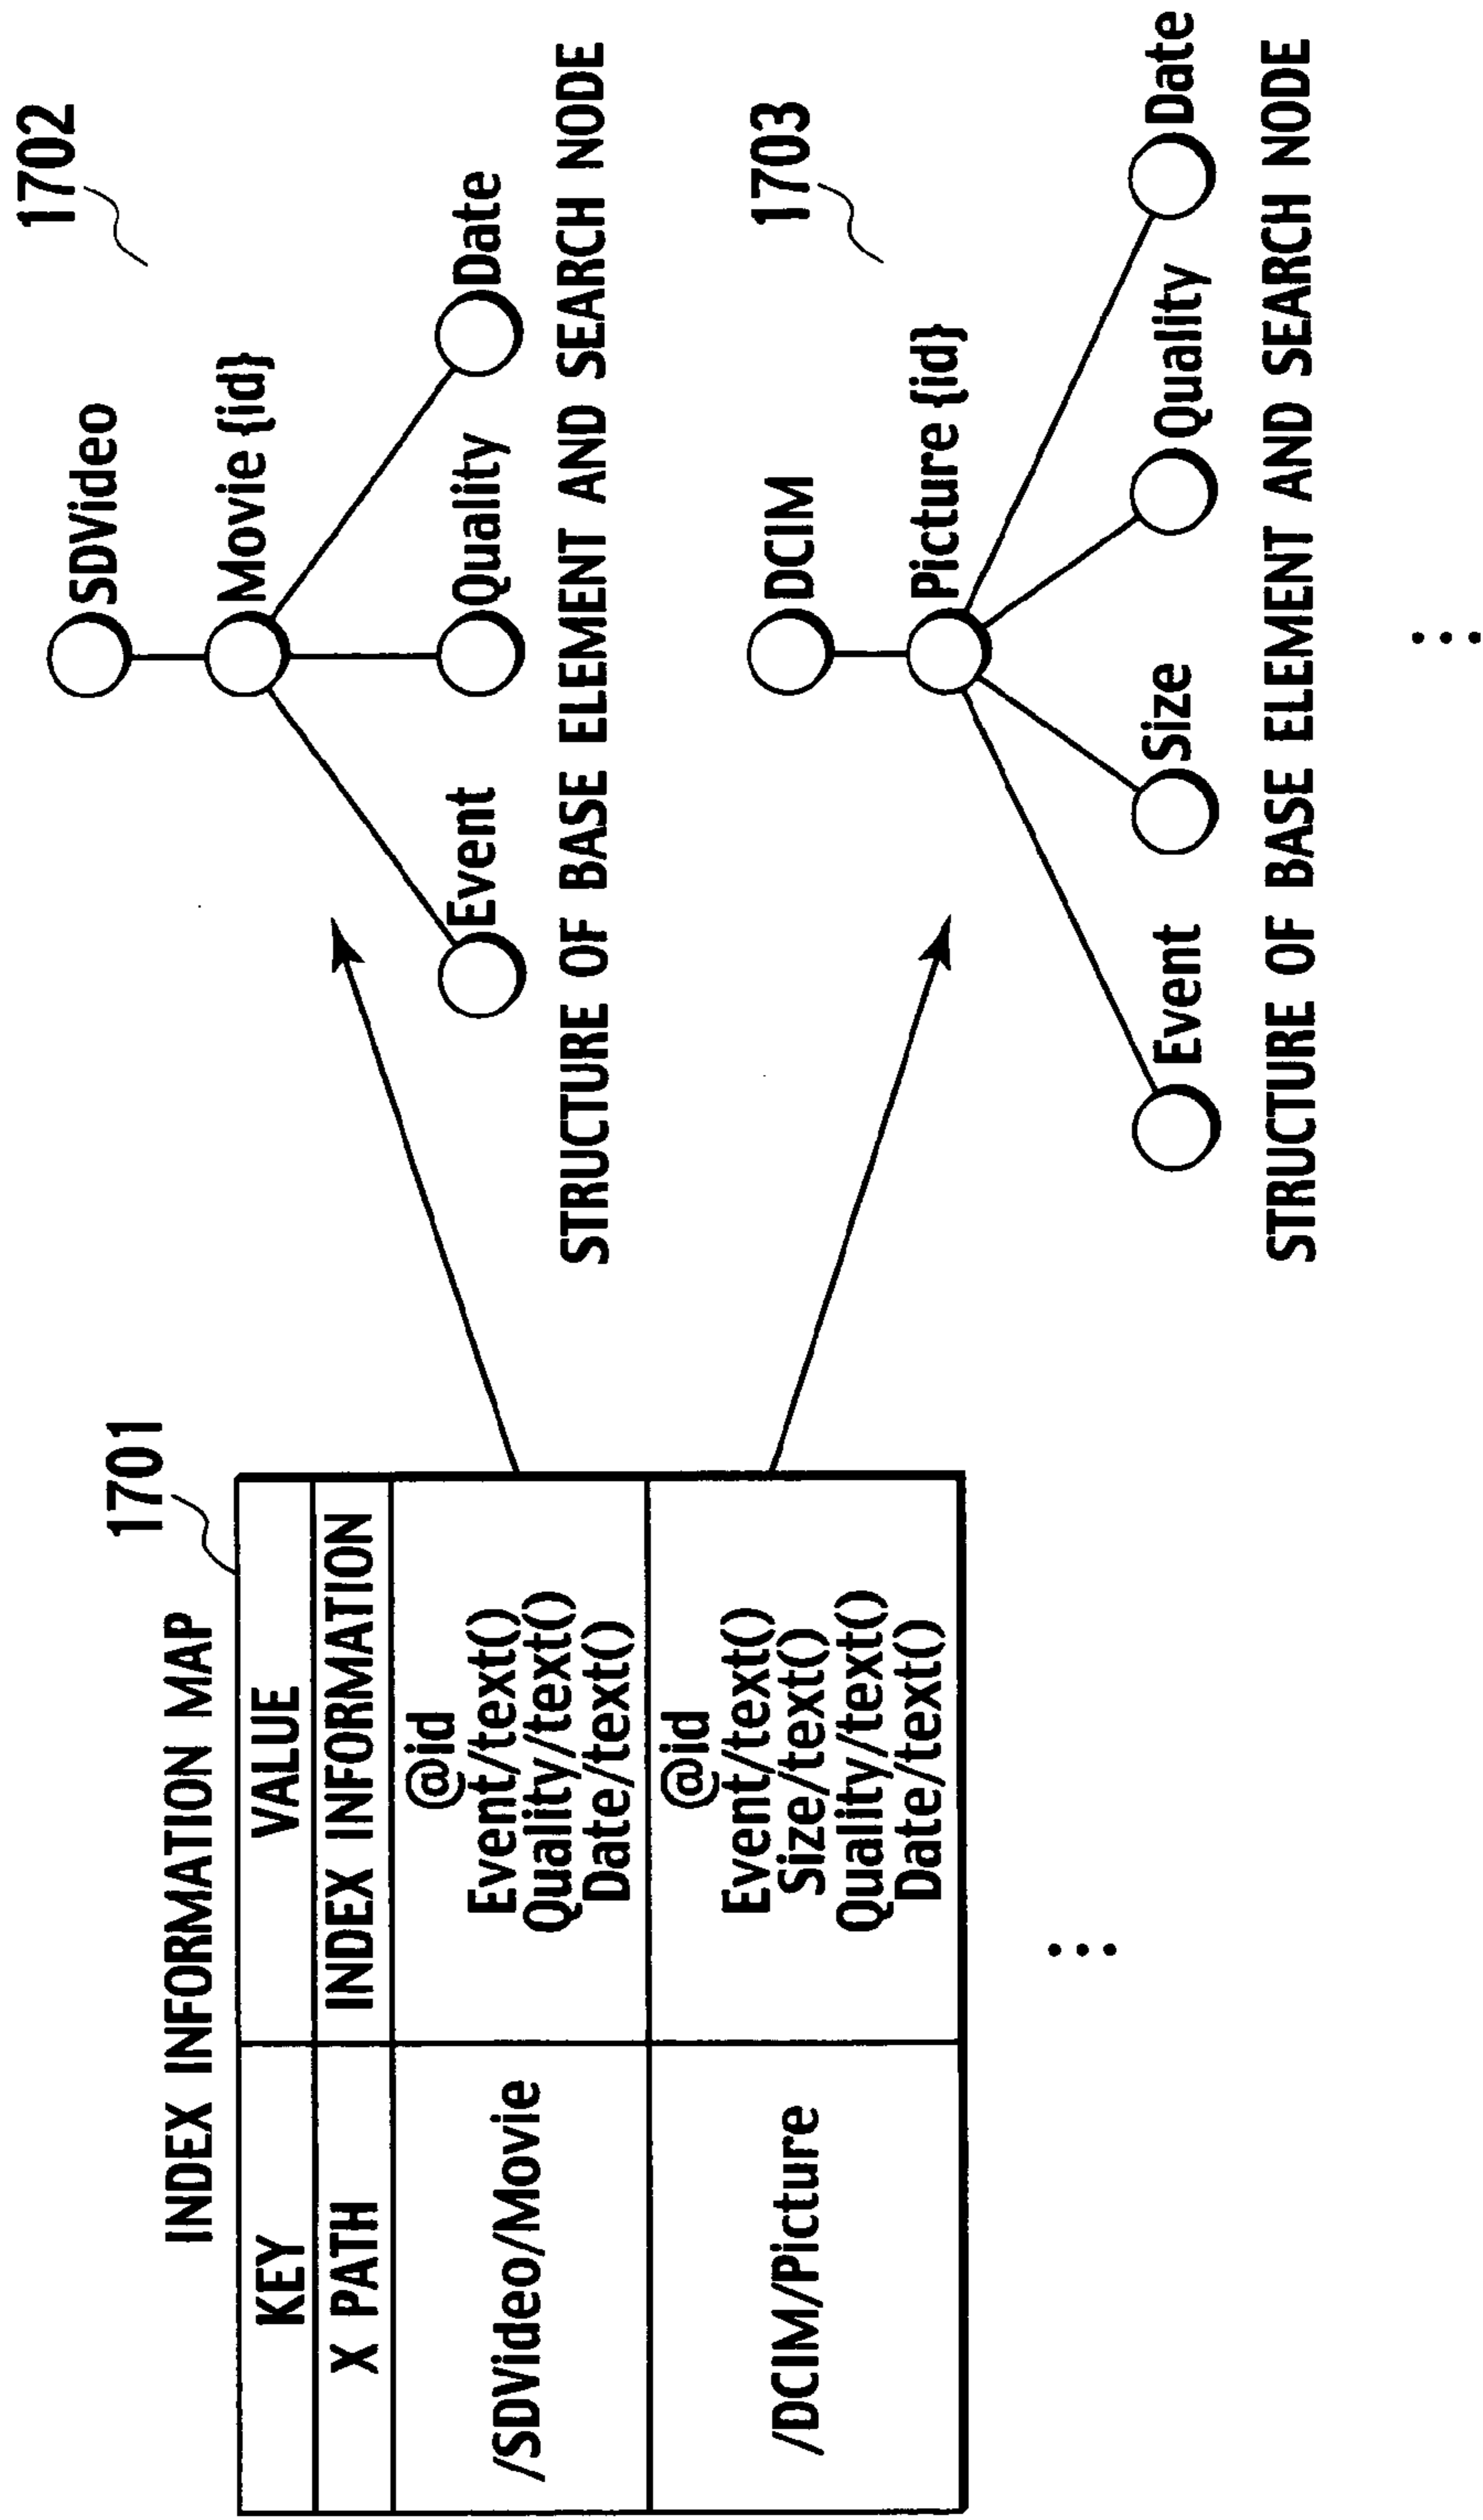 INDEX INFORMATION MAP
1701
KEY
VALUE
X PATH
INDEX INFORMATION
/SDVideo/Movie
@id
Event/text()
Quality/text()
Date/text()
/DCIM/Picture
@id
Event/text()
Size/text()
Quality/text()
Date/text()
1702
SDVideo
Movie{id}
Event
Quality
Date
STRUCTURE OF BASE ELEMENT AND SEARCH NODE
1703
DCIM
Picture{id}
Event
Size
Quality
Date
STRUCTURE OF BASE ELEMENT AND SEARCH NODE